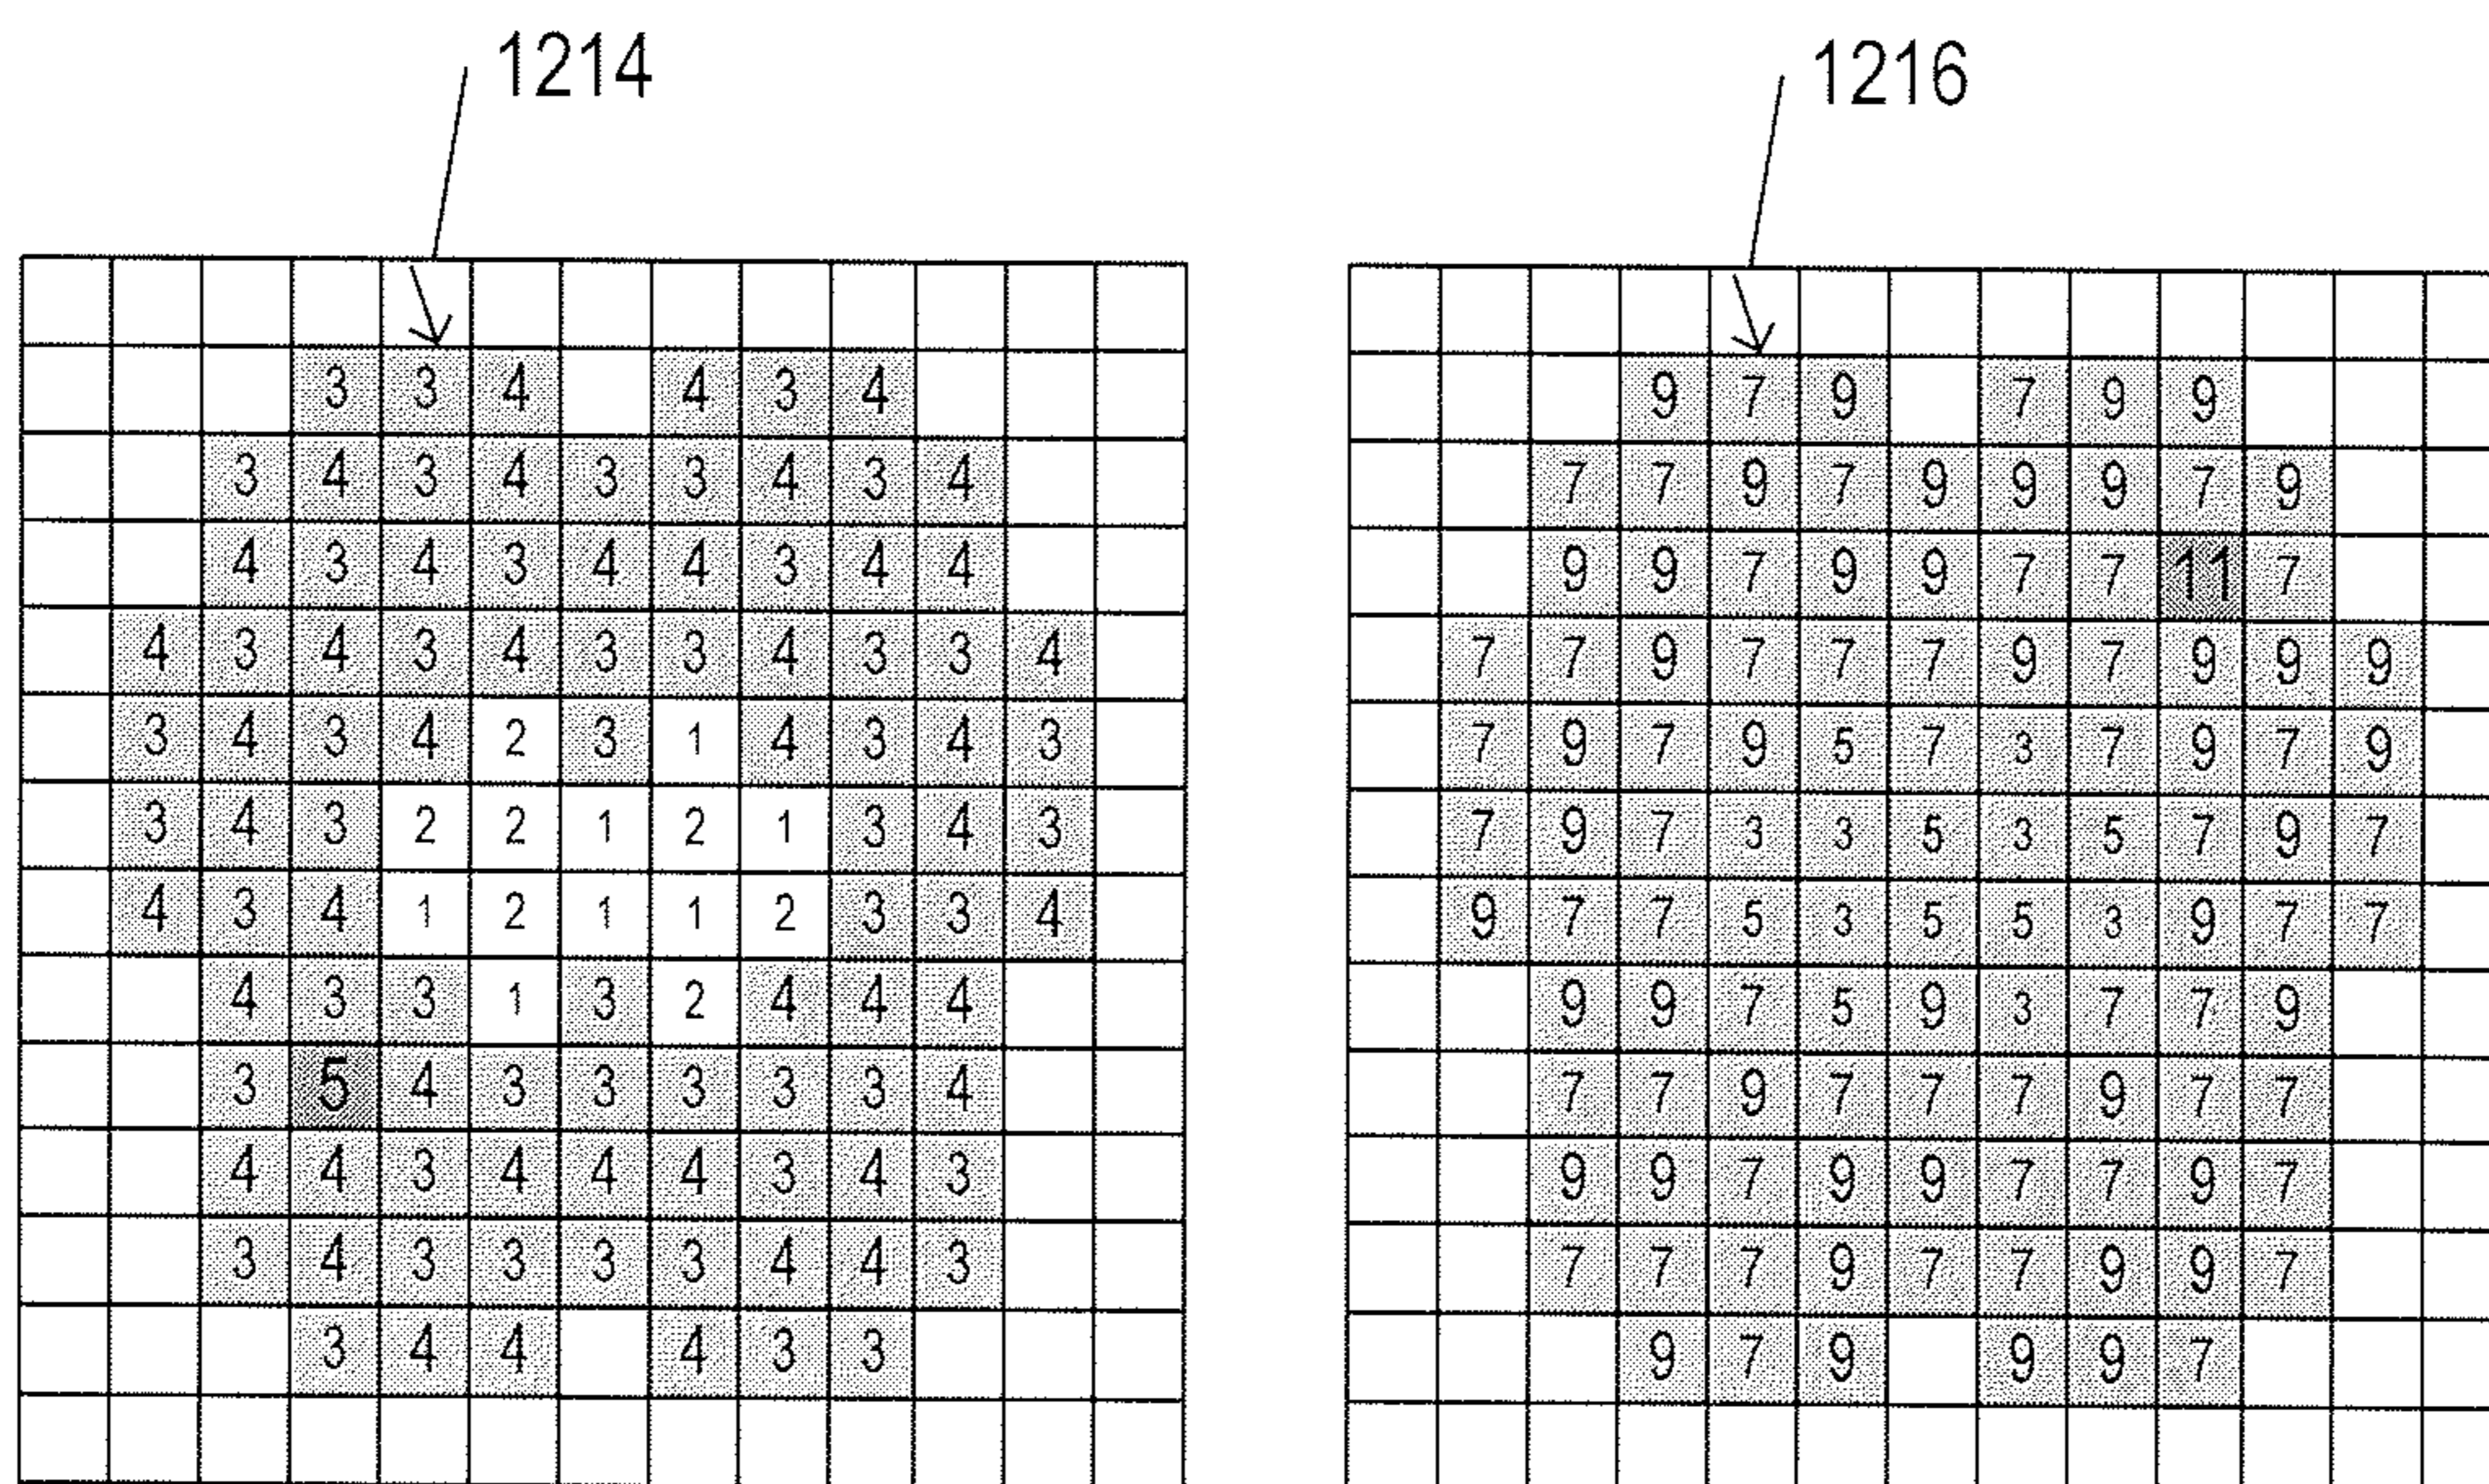 1214
1216
3 3 4 4 3 4
3 4 3 4 3 3 4 3 4
4 3 4 3 4 4 3 4 4
4 3 4 3 4 3 3 4 3 3 4
3 4 3 4 2 3 1 4 3 4 3
3 4 3 2 2 1 2 1 3 4 3
4 3 4 1 2 1 1 2 3 3 4
4 3 3 1 3 2 4 4 4
3 5 4 3 3 3 3 3 4
4 4 3 4 4 4 3 4 3
3 4 3 3 3 3 4 4 3
3 4 4 4 3 3
9 7 9 7 9 9
7 7 9 7 9 9 9 7 9
9 9 7 9 9 7 7 11 7
7 7 9 7 7 7 9 7 9 9 9
7 9 7 9 5 7 3 7 9 7 9
7 9 7 3 3 5 3 5 7 9 7
9 7 7 5 3 5 5 3 9 7 7
9 9 7 5 9 3 7 7 9
7 7 9 7 7 7 9 7 7
9 9 7 9 9 7 7 9 7
7 7 7 9 7 7 9 9 7
9 7 9 9 9 7